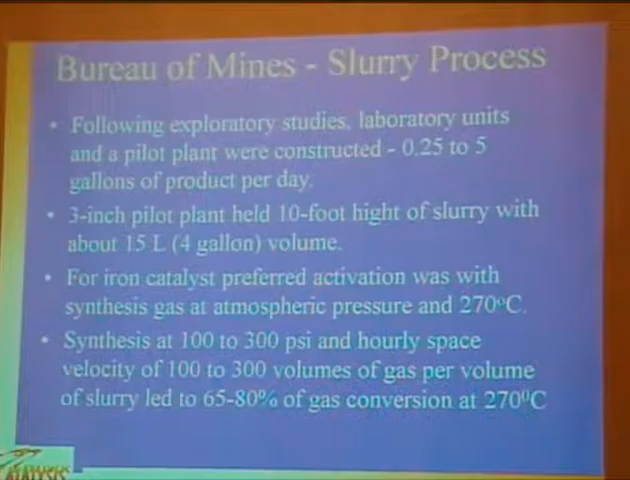 Bureau of Mines - Slurry Process
• Following exploratory studies, laboratory units
and a pilot plant were constructed - 0.25 to 5
gallons of product per day.
• 3-inch pilot plant held 10-foot hight of slurry with
about 15 L (4 gallon) volume.
• For iron catalyst preferred activation was with
synthesis gas at atmospheric pressure and 270⁰C.
• Synthesis at 100 to 300 psi and hourly space
velocity of 100 to 300 volumes of gas per volume
of slurry led to 65-80% of gas conversion at 270⁰C